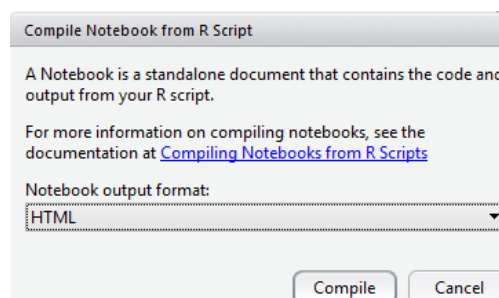 Compile Notebook from R Script
A Notebook is a standalone document that contains the code and
output from your R script.
For more information on compiling notebooks, see the
documentation at Compiling Notebooks from R Scripts
Notebook output format:
HTML
Compile Cancel